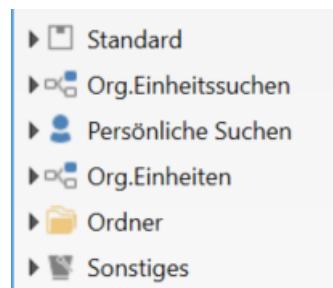 Standard
Org.Einheitssuchen
Persönliche Suchen
Org.Einheiten
Ordner
Sonstiges